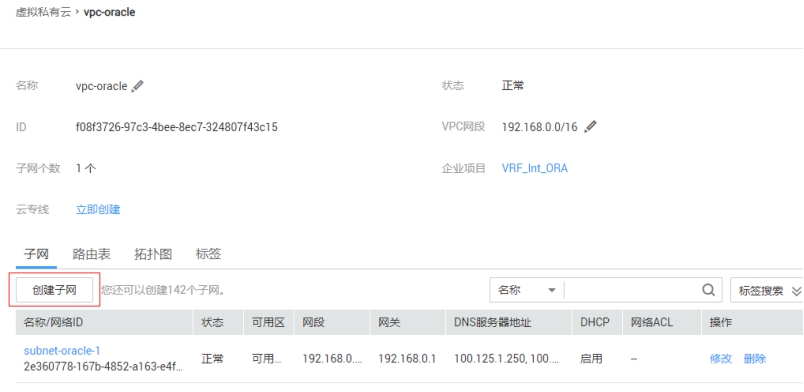 虚拟私有云 › vpc-oracle
名称 vpc-oracle 状态 正常
ID f08f3726-97c3-4bee-8ec7-324807f43c15 VPC网段 192.168.0.0/16
子网个数 1 个 企业项目 VRF_Int_ORA
云专线 立即创建
子网 路由表 拓扑图 标签
创建子网 您还可以创建142个子网。 名称 标签搜索
名称/网络ID 状态 可用区 网段 网关 DNS服务器地址 DHCP 网络ACL 操作
subnet-oracle-1
2e360778-167b-4852-a163-e4f... 正常 可用... 192.168.0.... 192.168.0.1 100.125.1.250, 100.... 启用 – 修改 删除